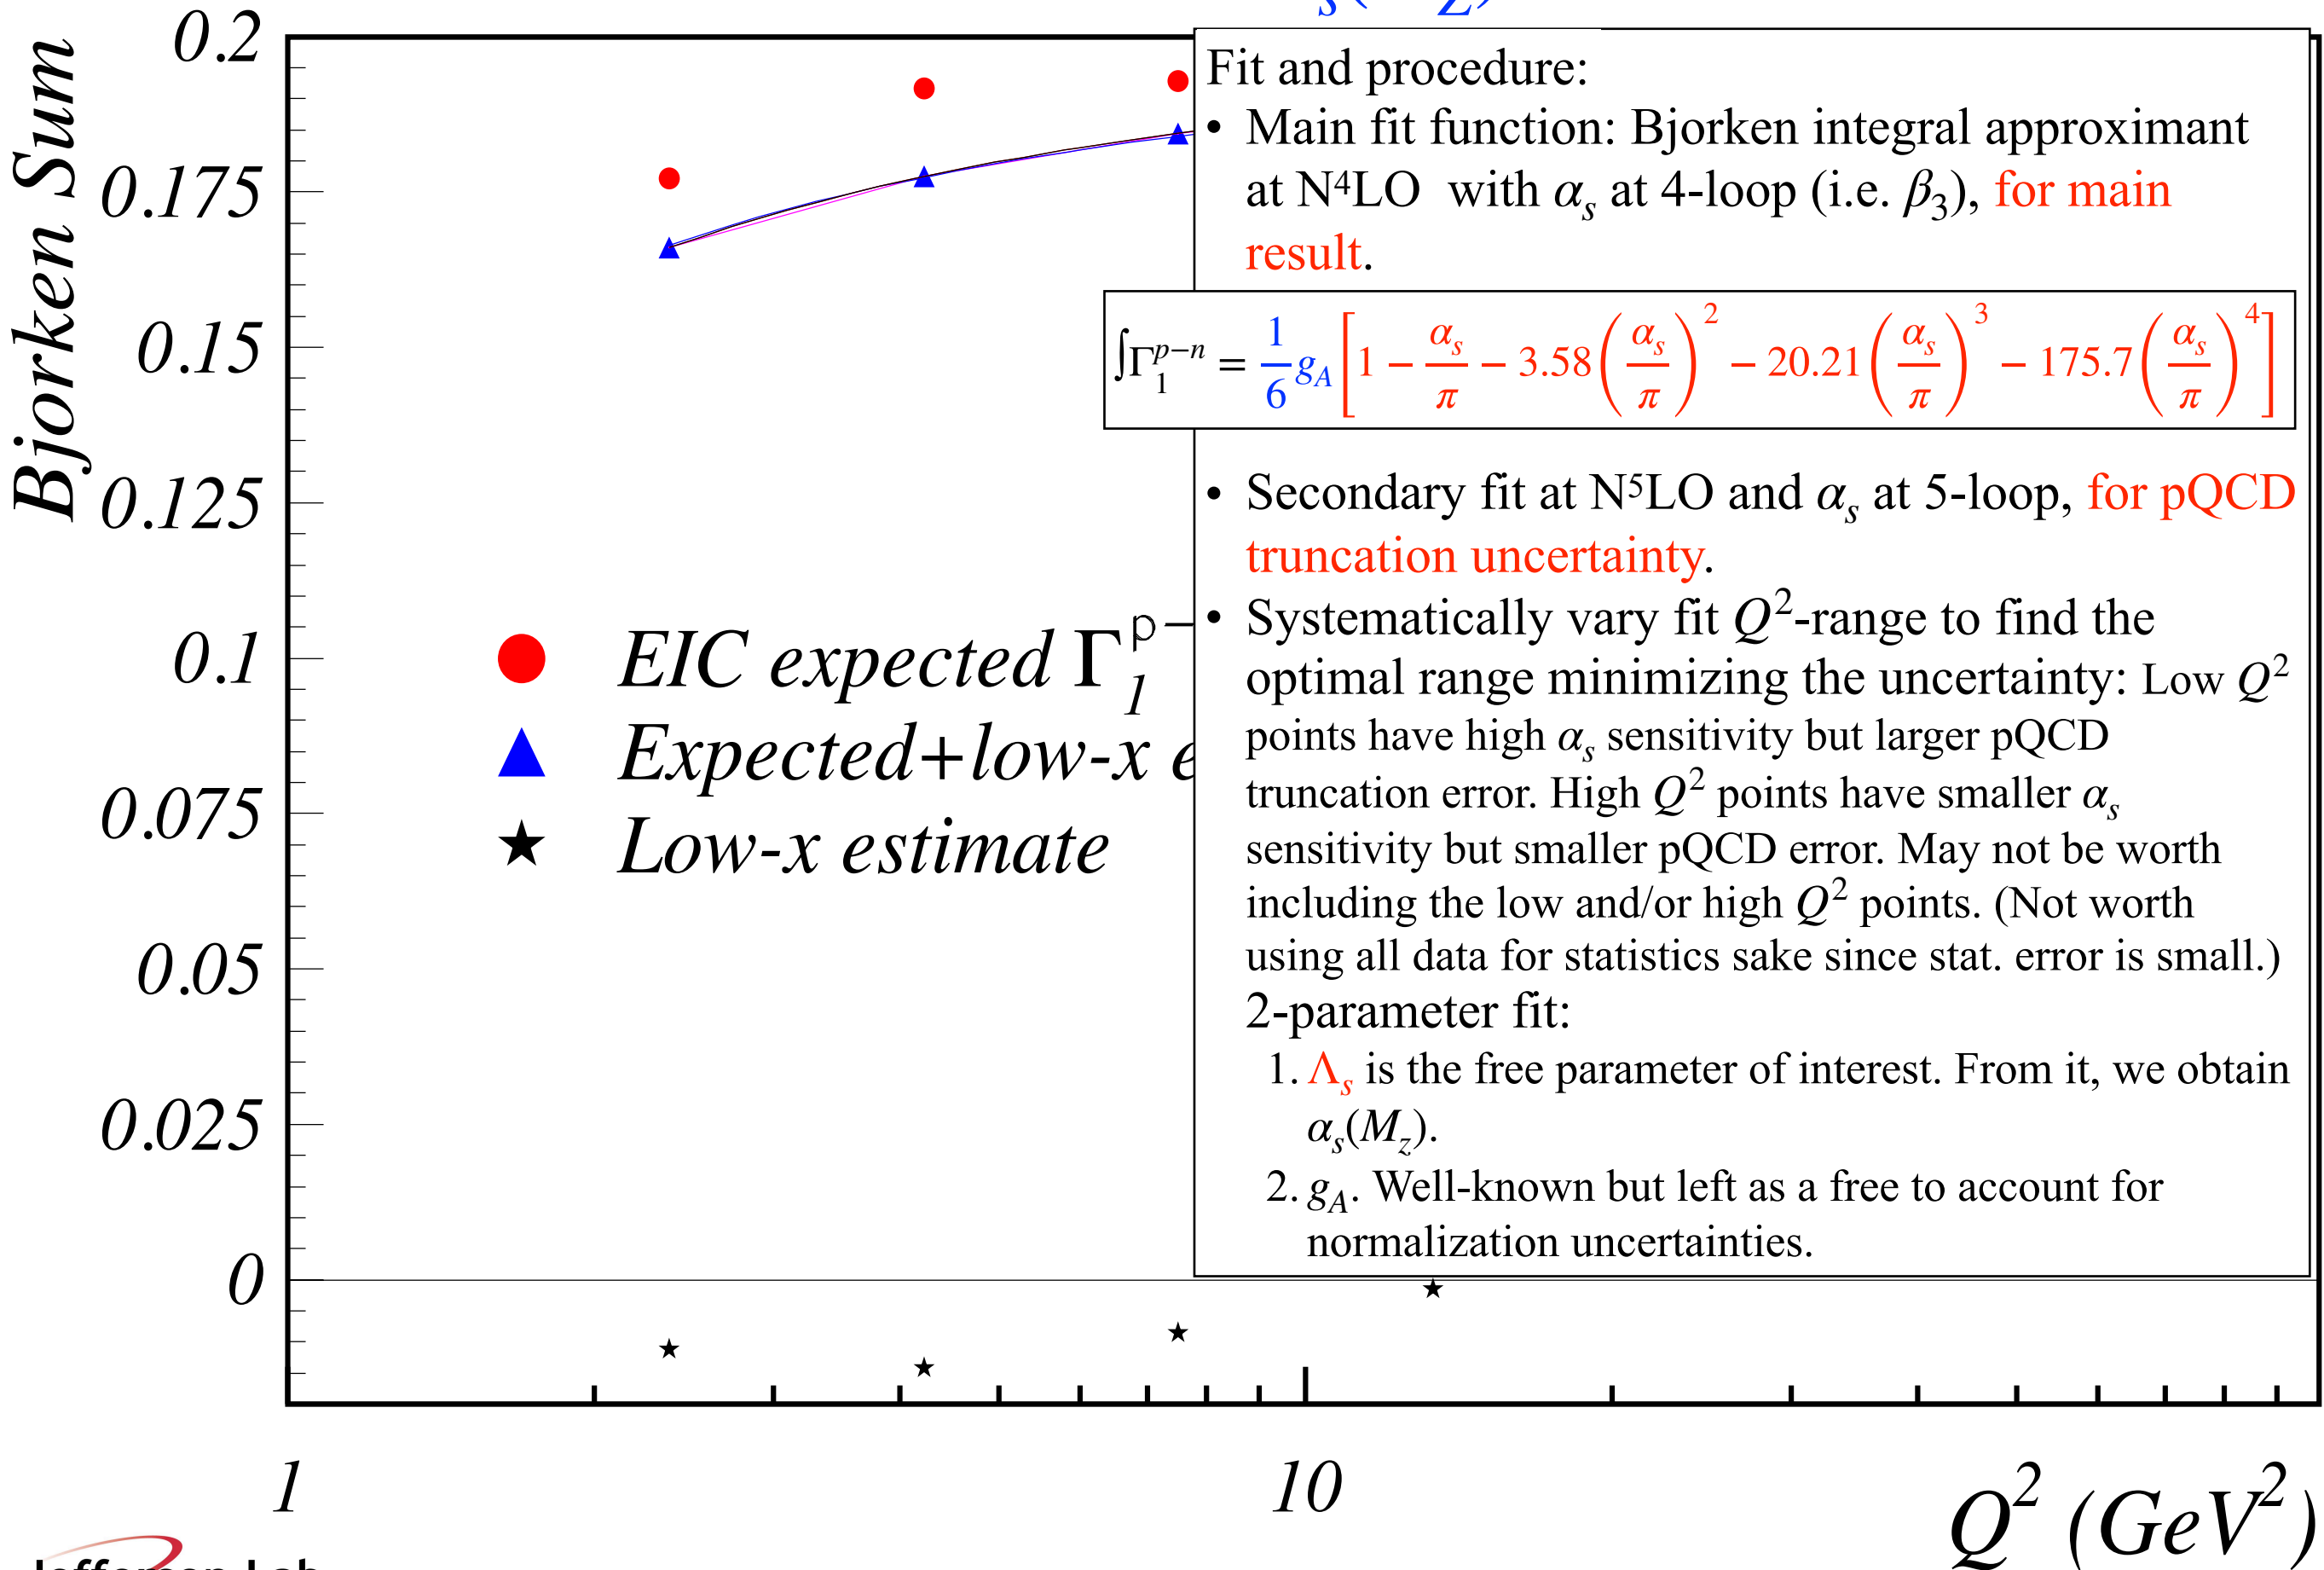 s( Z)
0.2
0.175
0.15
0.125
0.1
0.075
0.05
0.025
0
Bjorken Sum
EIC expected Γ₁ᵖ⁻
Expected+low-x e
Low-x estimate
Fit and procedure:
• Main fit function: Bjorken integral approximant
at N⁴LO with αₛ at 4-loop (i.e. β₃), for main
result.
∫Γ₁ᵖ⁻ⁿ = 1/6 g_A [1 − αₛ/π − 3.58(αₛ/π)² − 20.21(αₛ/π)³ − 175.7(αₛ/π)⁴]
• Secondary fit at N⁵LO and αₛ at 5-loop, for pQCD
truncation uncertainty.
• Systematically vary fit Q²-range to find the
optimal range minimizing the uncertainty: Low Q²
points have high αₛ sensitivity but larger pQCD
truncation error. High Q² points have smaller αₛ
sensitivity but smaller pQCD error. May not be worth
including the low and/or high Q² points. (Not worth
using all data for statistics sake since stat. error is small.)
2-parameter fit:
1. Λₛ is the free parameter of interest. From it, we obtain
αₛ(M_z).
2. g_A. Well-known but left as a free to account for
normalization uncertainties.
1
10
Q² (GeV²)
Jefferson Lab